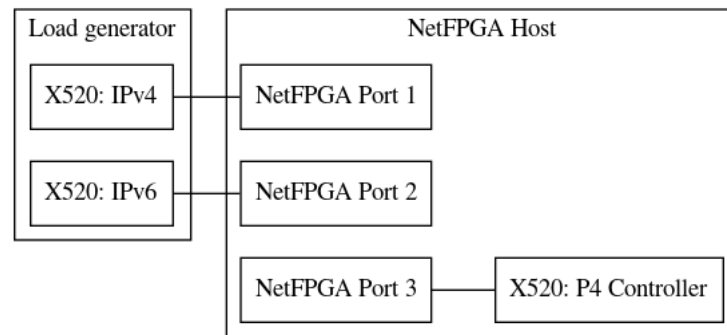 Load generator
NetFPGA Host
X520: IPv4
NetFPGA Port 1
X520: IPv6
NetFPGA Port 2
NetFPGA Port 3
X520: P4 Controller